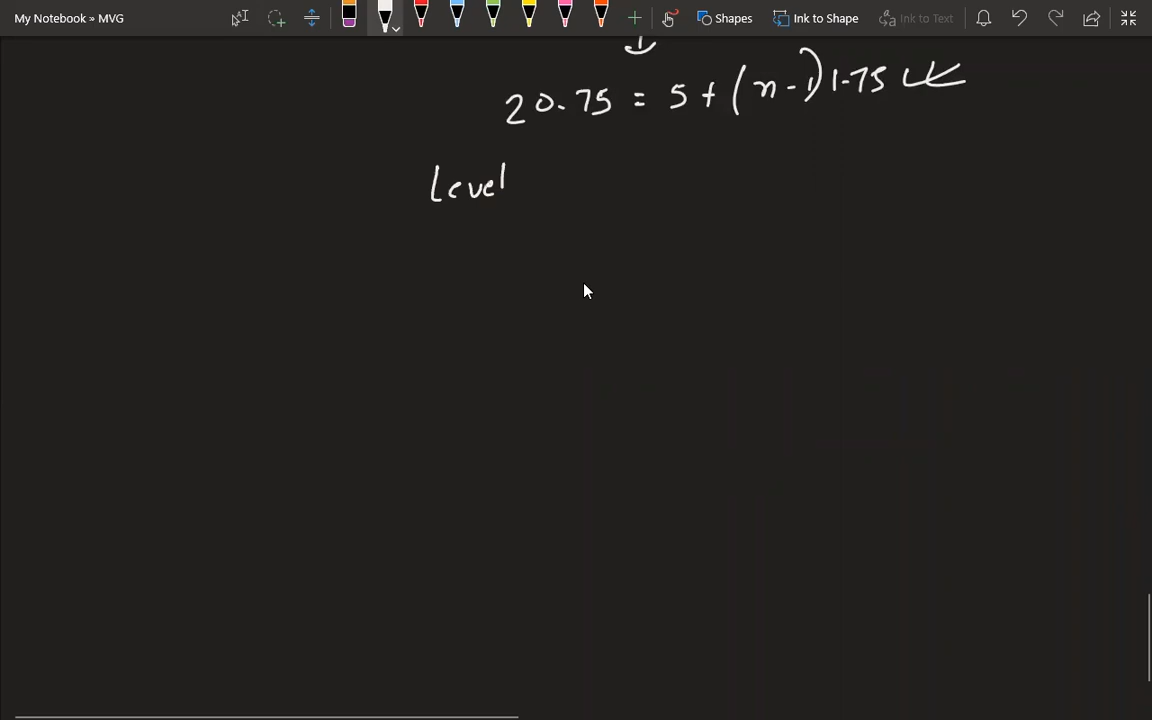 My Notebook » MVG
Shapes
Ink to Shape
Ink to Text
20.75 = 5 + (n-1) 1.75
Level